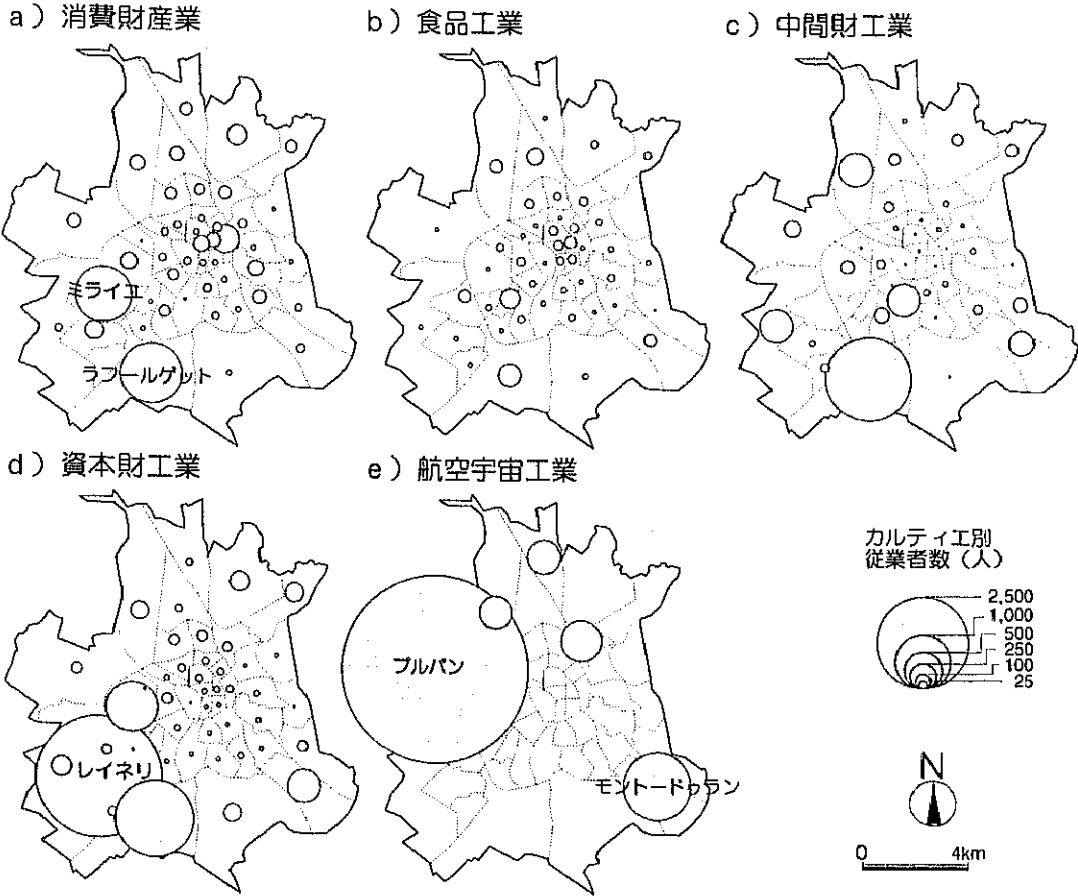 a）消費財産業
b）食品工業
c）中間財工業
ミライエ
ラフールゲット
d）資本財工業
e）航空宇宙工業
レイネリ
プルパン
モントードゥラン
カルティエ別
従業者数（人）
2,500
1,000
500
250
100
25
N
0 4km